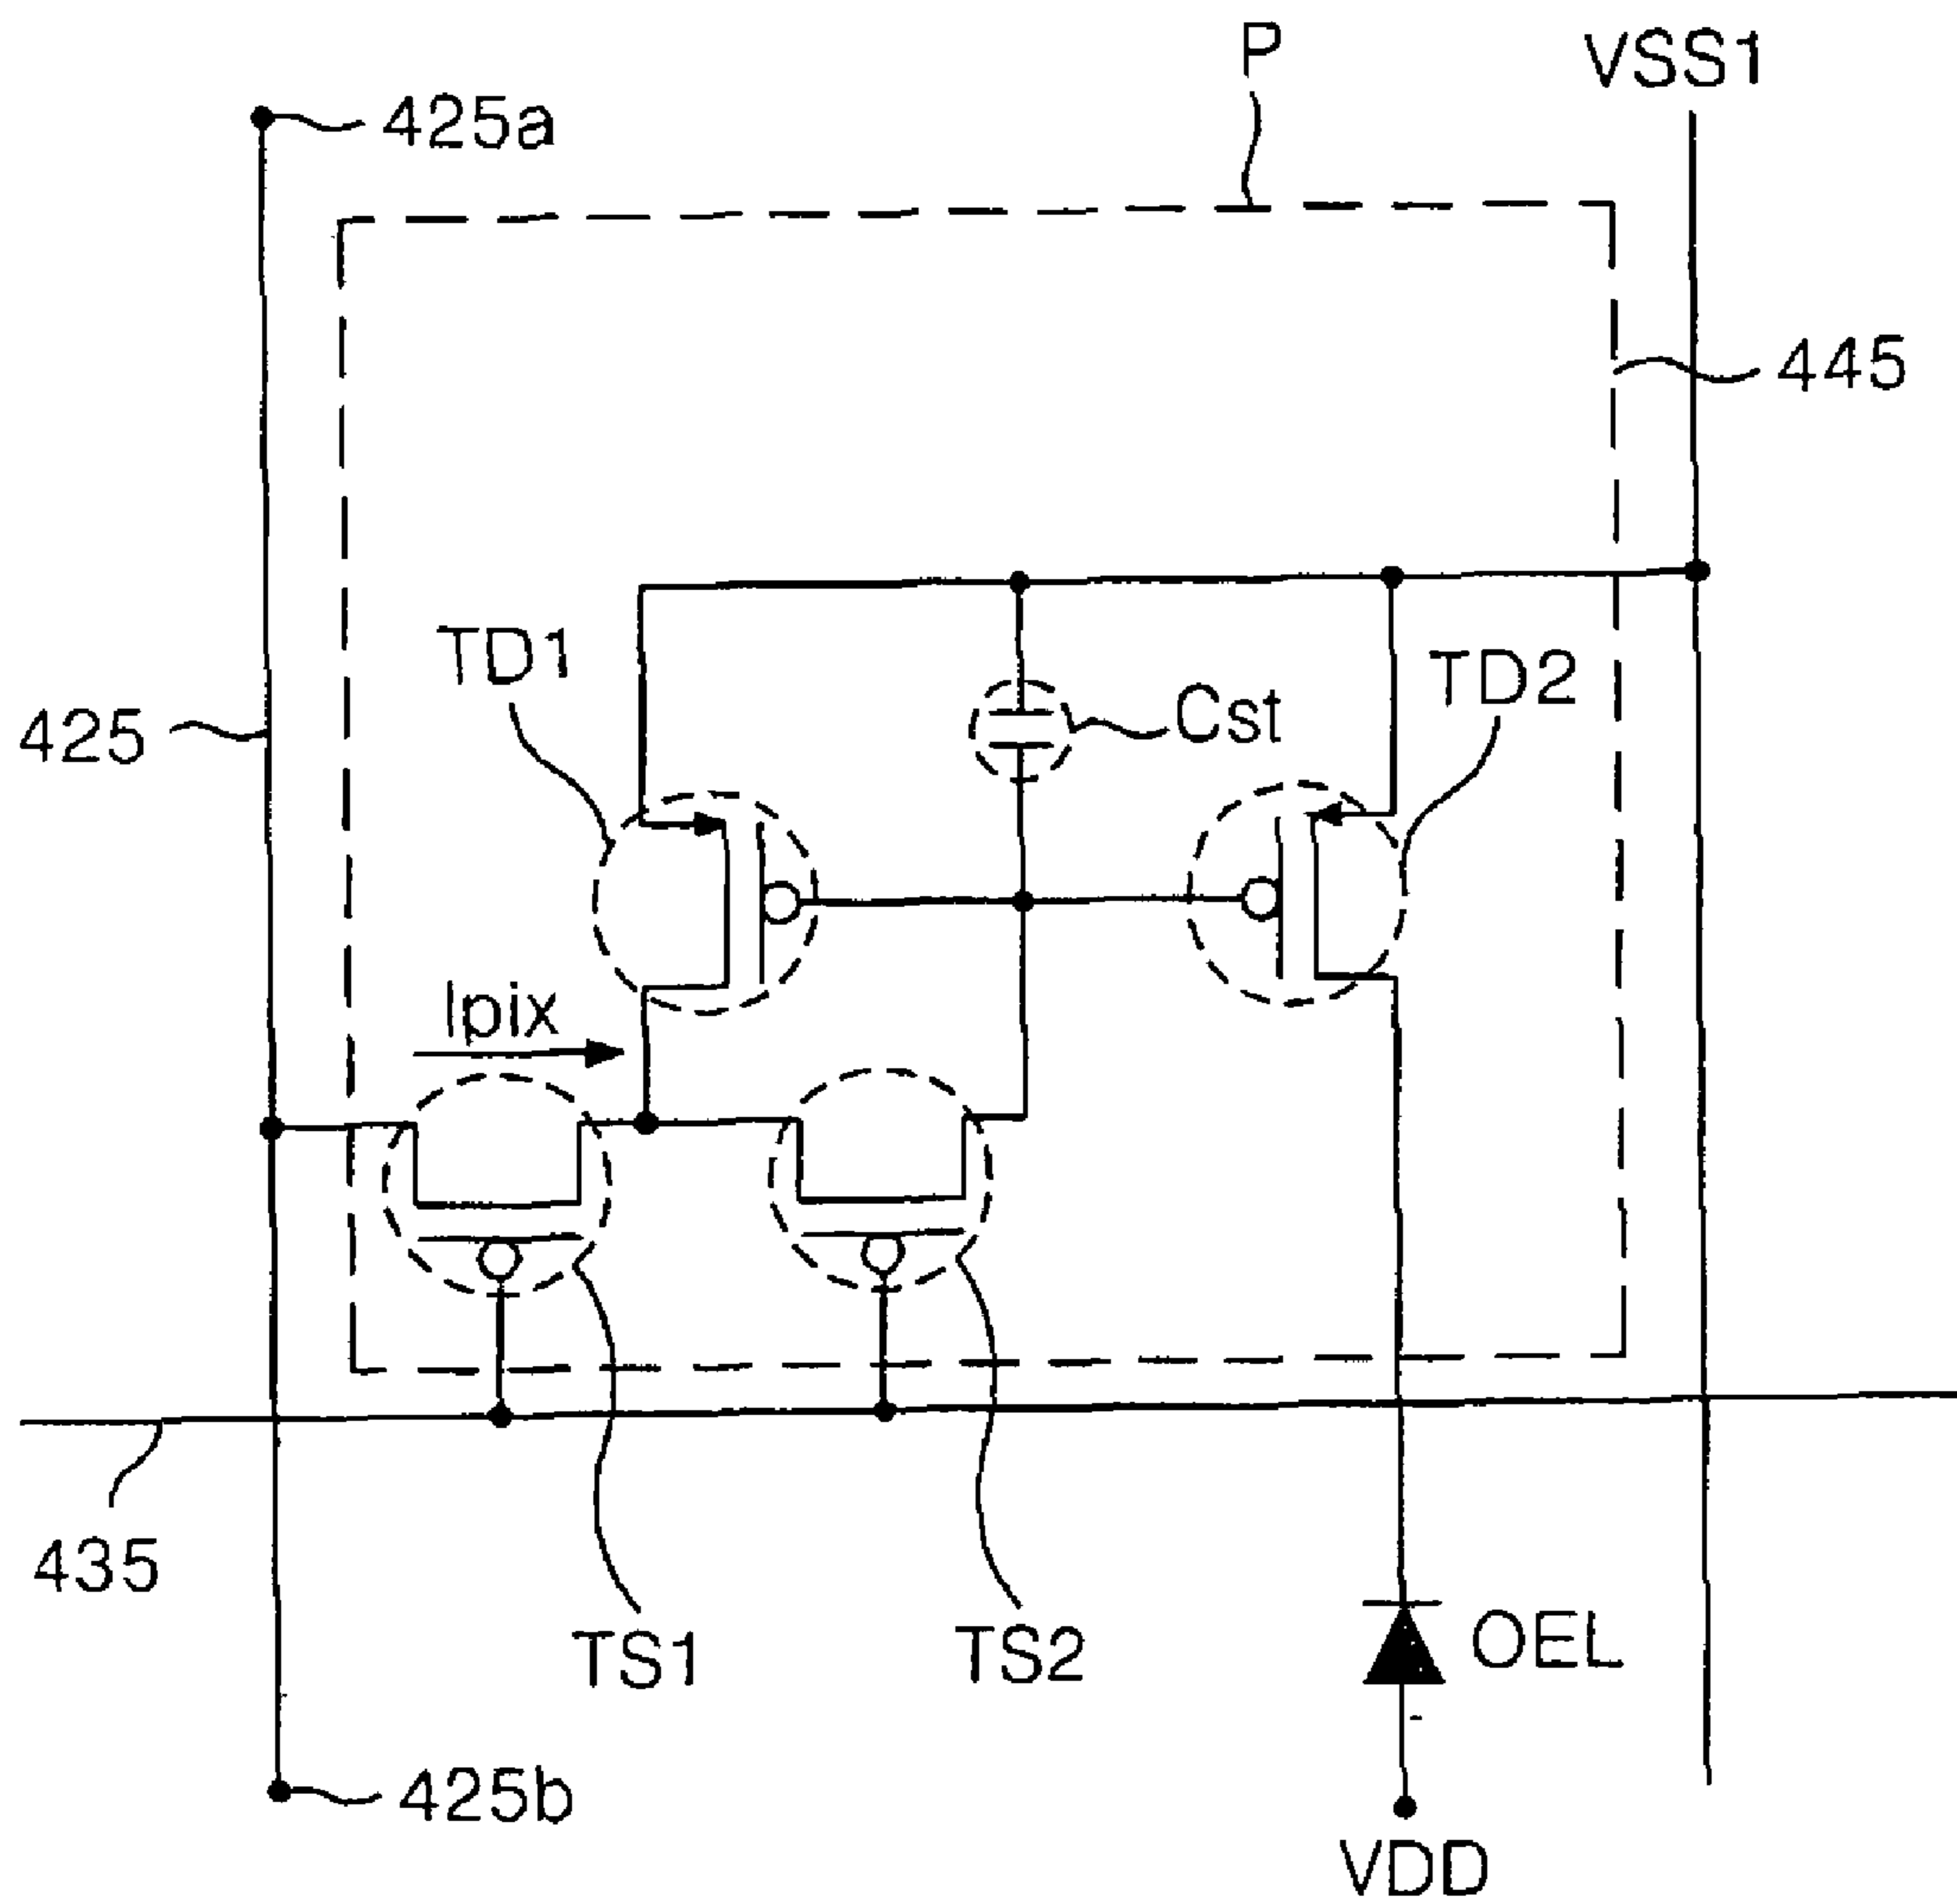 P
VSS1
425a
445
TD1
TD2
Cst
425
Ipix
435
TS1
TS2
OEL
425b
VDD